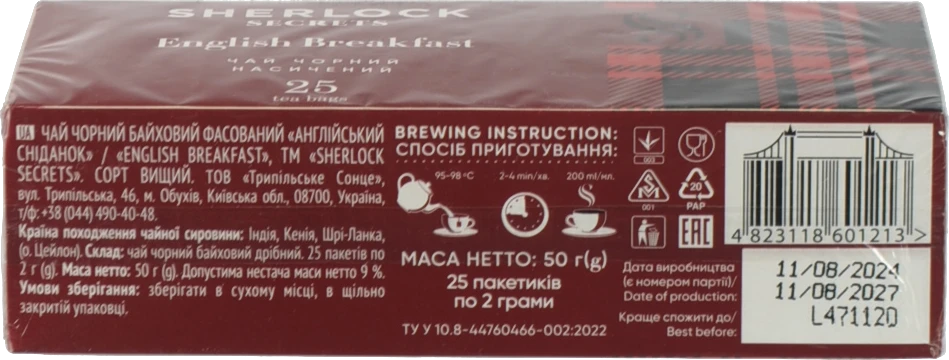 SHERLOCK
SECRETS
English Breakfast
ЧАЙ ЧОРНИЙ
НАСИЧЕНИЙ
25
tea bags
UA ЧАЙ ЧОРНИЙ БАЙХОВИЙ ФАСОВАНИЙ «АНГЛІЙСЬКИЙ
СНІДАНОК» / «ENGLISH BREAKFAST», ТМ «SHERLOCK
SECRETS». СОРТ ВИЩИЙ. ТОВ «Трипільське Сонце»,
вул. Трипільська, 46, м. Обухів, Київська обл., 08700, Україна,
т/ф: +38 (044) 490-40-48.
Країна походження чайної сировини: Індія, Кенія, Шрі-Ланка,
(о. Цейлон). Склад: чай чорний байховий дрібний. 25 пакетів по
2 г (g). Маса нетто: 50 г (g). Допустима нестача маси нетто 9 %.
Умови зберігання: зберігати в сухому місці, в щільно
закритій упаковці.
BREWING INSTRUCTION:
СПОСІБ ПРИГОТУВАННЯ:
95-98 °C
2-4 min/хв.
200 ml/мл.
МАСА НЕТТО: 50 г(g)
25 пакетиків
по 2 грами
ТУ У 10.8-44760466-002:2022
003
001
20
PAP
EAC
4 823118 601213 >
Дата виробництва
(є номером партії)/
Date of production:
Краще спожити до/
Best before:
11/08/2024
11/08/2027
L471120